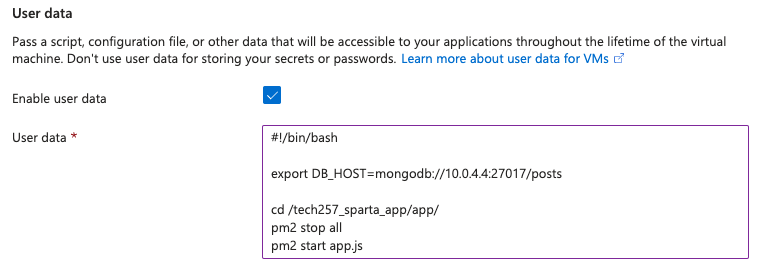 User data
Pass a script, configuration file, or other data that will be accessible to your applications throughout the lifetime of the virtual
machine. Don't use user data for storing your secrets or passwords. Learn more about user data for VMs
Enable user data
User data *
#!/bin/bash
export DB_HOST=mongodb://10.0.4.4:27017/posts
cd /tech257_sparta_app/app/
pm2 stop all
pm2 start app.js